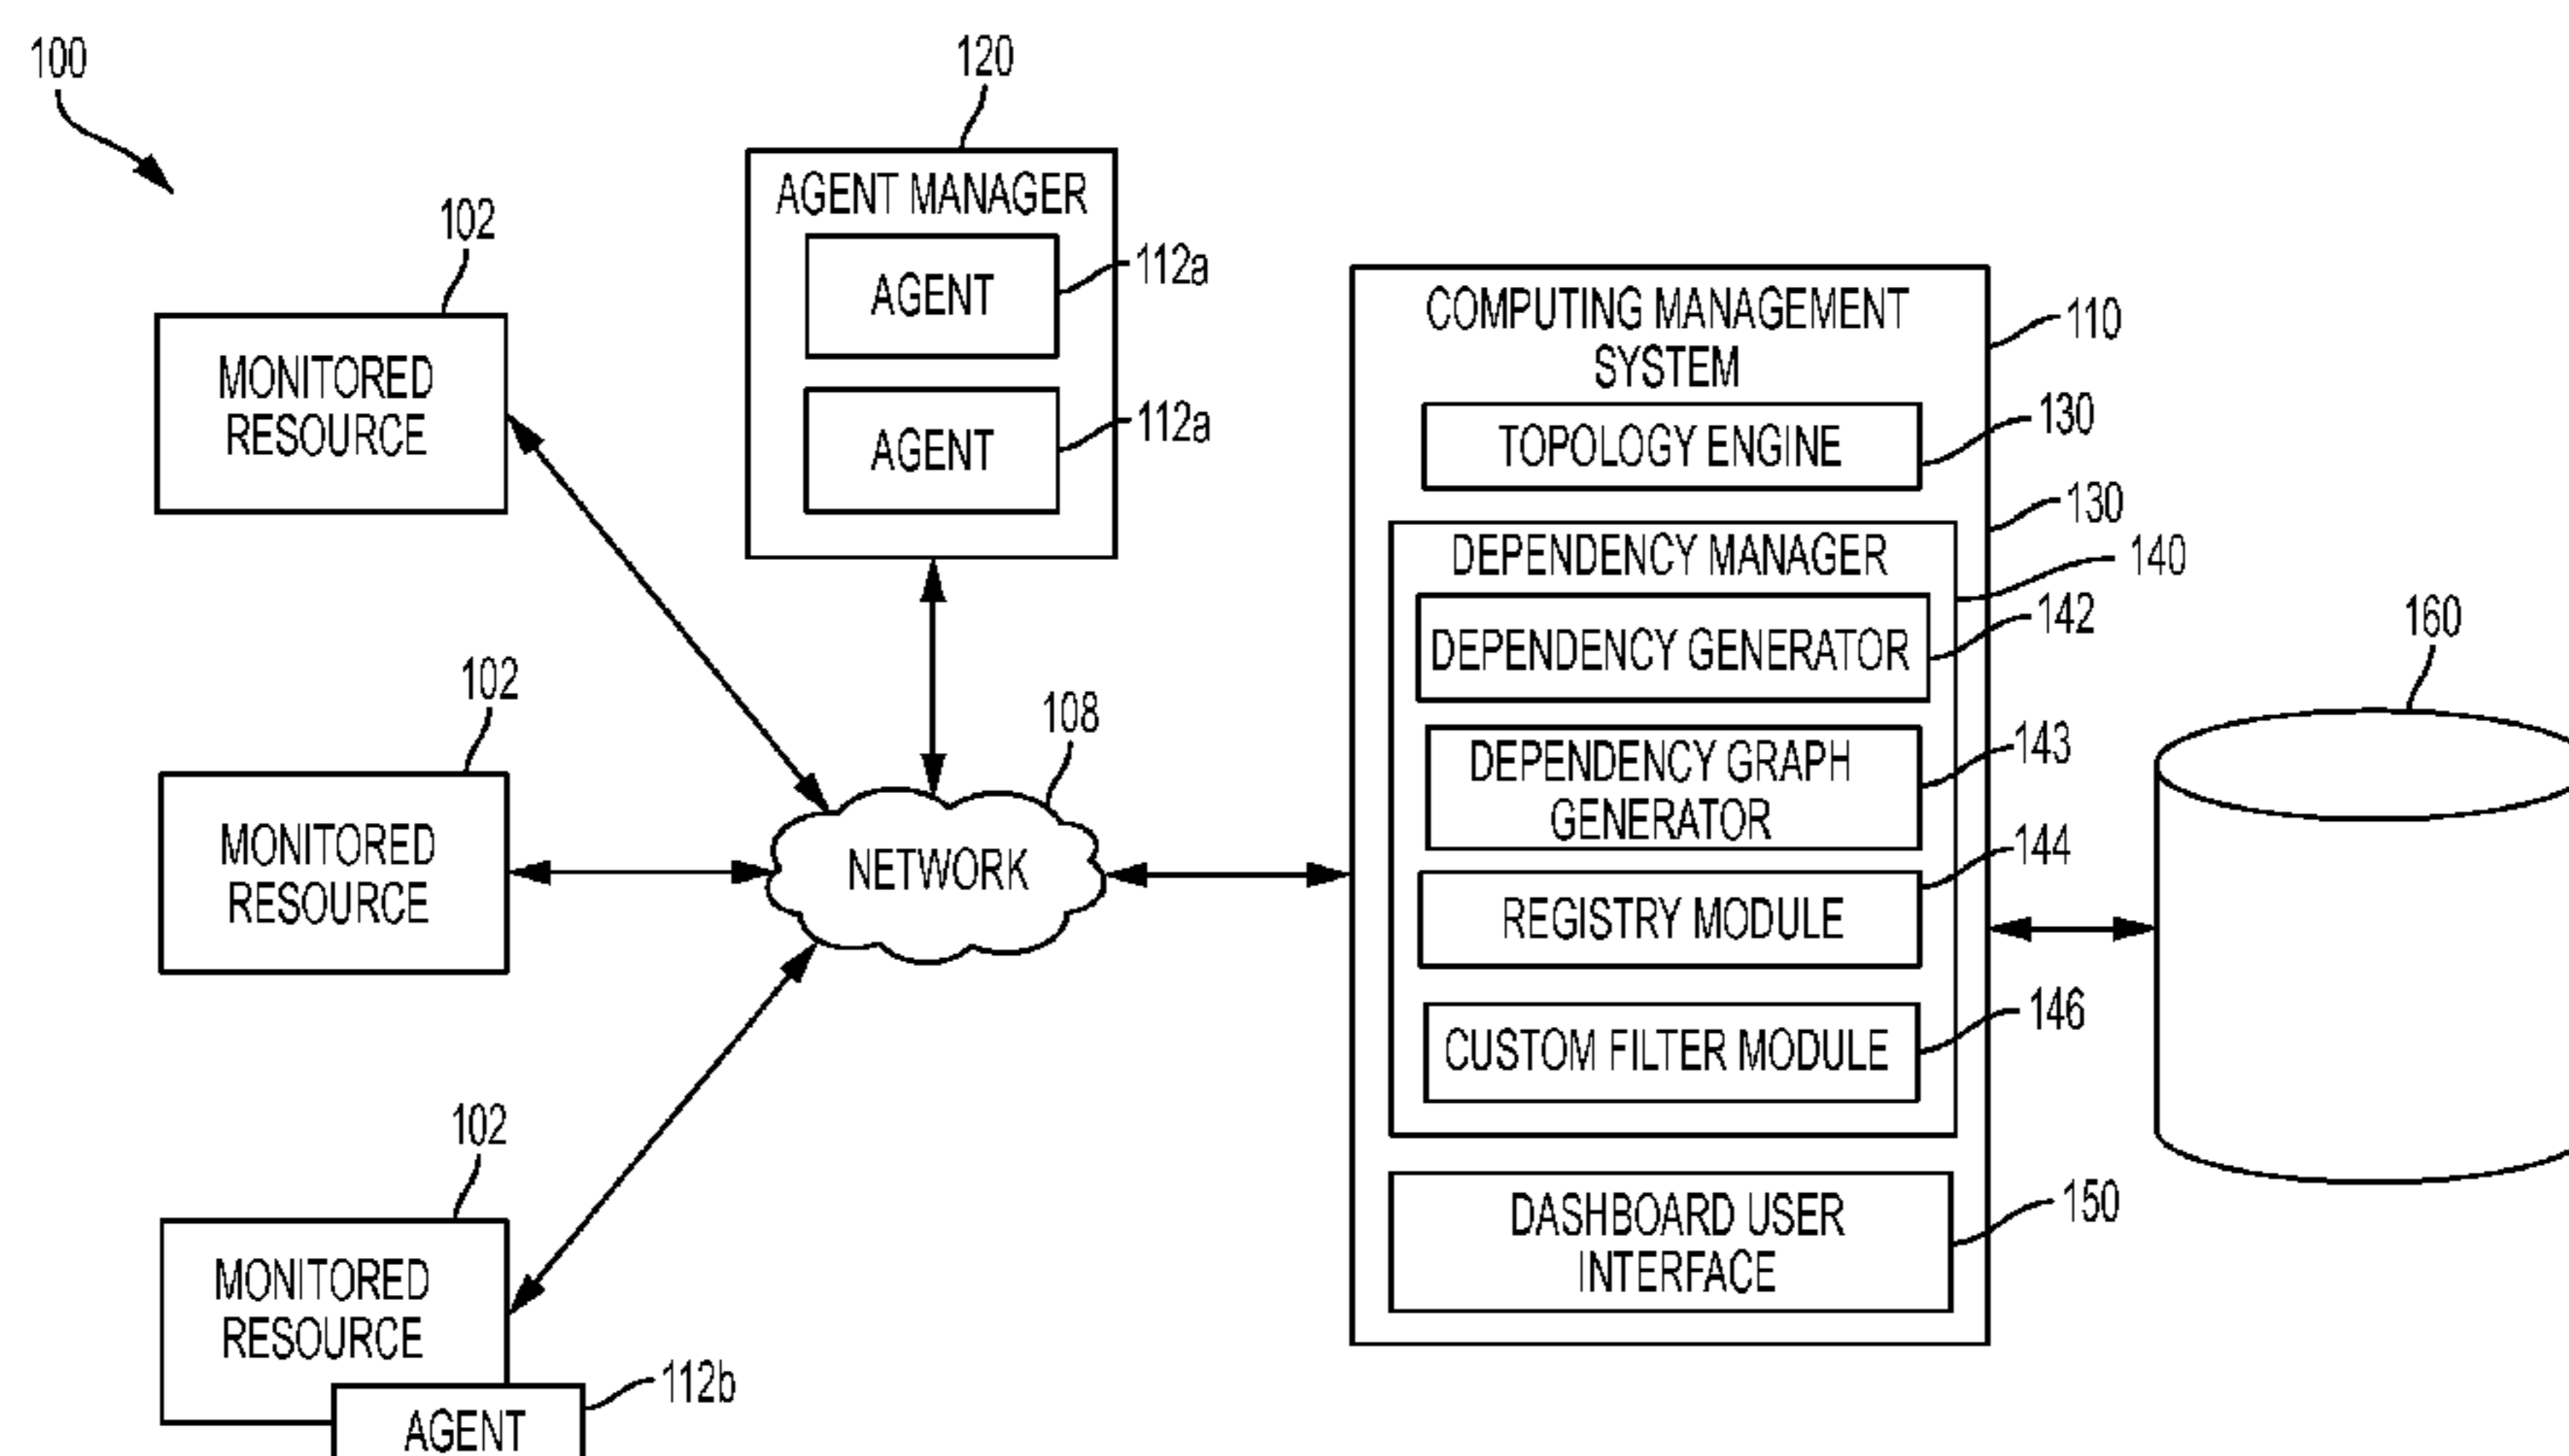 100
120
102
AGENT MANAGER
AGENT
112a
AGENT
112a
MONITORED
RESOURCE
COMPUTING MANAGEMENT
SYSTEM
110
TOPOLOGY ENGINE
130
130
DEPENDENCY MANAGER
140
DEPENDENCY GENERATOR
142
DEPENDENCY GRAPH
GENERATOR
143
REGISTRY MODULE
144
CUSTOM FILTER MODULE
146
DASHBOARD USER
INTERFACE
150
160
102
MONITORED
RESOURCE
108
NETWORK
102
MONITORED
RESOURCE
112b
AGENT